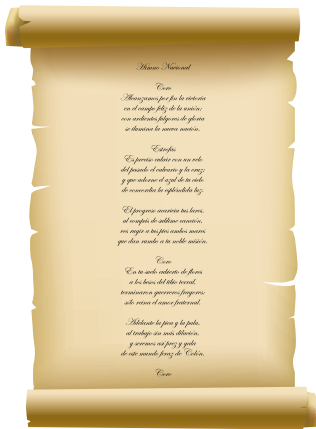 Himno Nacional
Coro
Alcanzamos por fin la victoria
en el campo feliz de la unión;
con ardientes fulgores de gloria
se ilumina la nueva nación.
Estrofas
Es preciso cubrir con un velo
del pasado el calvario y la cruz;
y que adorne el azul de tu cielo
de concordia la espléndida luz.
El progreso acaricia tus lares,
al compás de sublime canción,
ves rugir a tus pies ambos mares
que dan rumbo a tu noble misión.
Coro
En tu suelo cubierto de flores
a los besos del tibio terral,
terminaron guerreros fragores;
sólo reina el amor fraternal.
Adelante la pica y la pala,
al trabajo sin más dilación,
y seremos así prez y gala
de este mundo feraz de Colón.
Coro